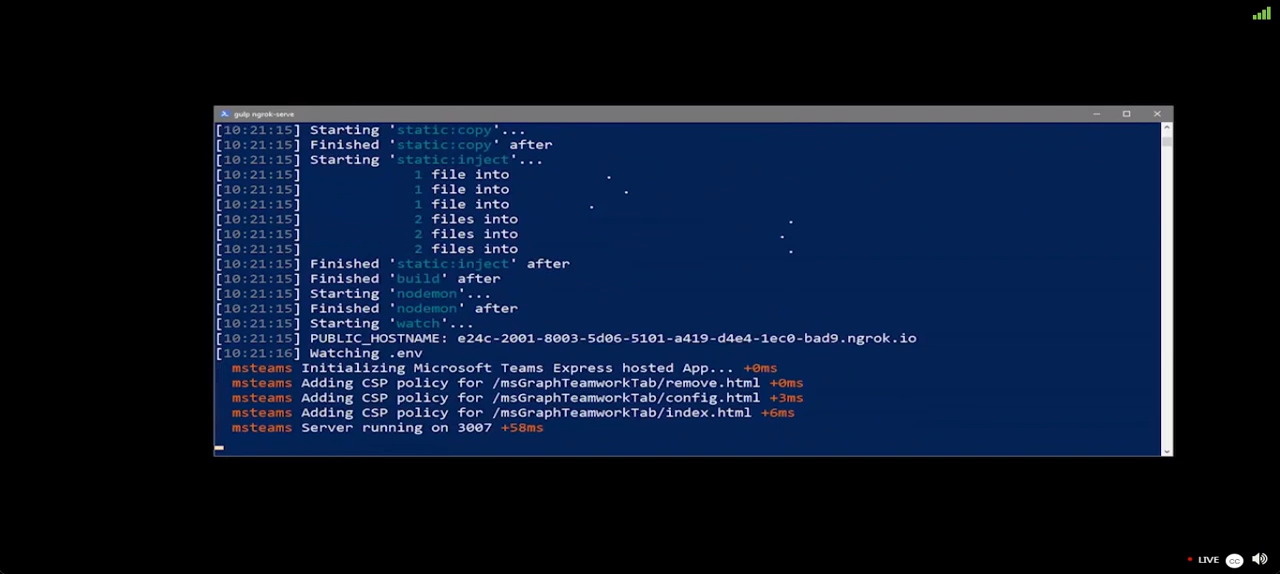 gulp ngrok-serve
[10:21:15] Starting 'static:copy'...
[10:21:15] Finished 'static:copy' after
[10:21:15] Starting 'static:inject'...
[10:21:15] 1 file into .
[10:21:15] 1 file into .
[10:21:15] 1 file into .
[10:21:15] 2 files into .
[10:21:15] 2 files into .
[10:21:15] 2 files into .
[10:21:15] Finished 'static:inject' after
[10:21:15] Finished 'build' after
[10:21:15] Starting 'nodemon'...
[10:21:15] Finished 'nodemon' after
[10:21:15] Starting 'watch'...
[10:21:15] PUBLIC_HOSTNAME: e24c-2001-8003-5d06-5101-a419-d4e4-1ec0-bad9.ngrok.io
[10:21:16] Watching .env
msteams Initializing Microsoft Teams Express hosted App... +0ms
msteams Adding CSP policy for /msGraphTeamworkTab/remove.html +0ms
msteams Adding CSP policy for /msGraphTeamworkTab/config.html +3ms
msteams Adding CSP policy for /msGraphTeamworkTab/index.html +6ms
msteams Server running on 3007 +58ms
LIVE CC